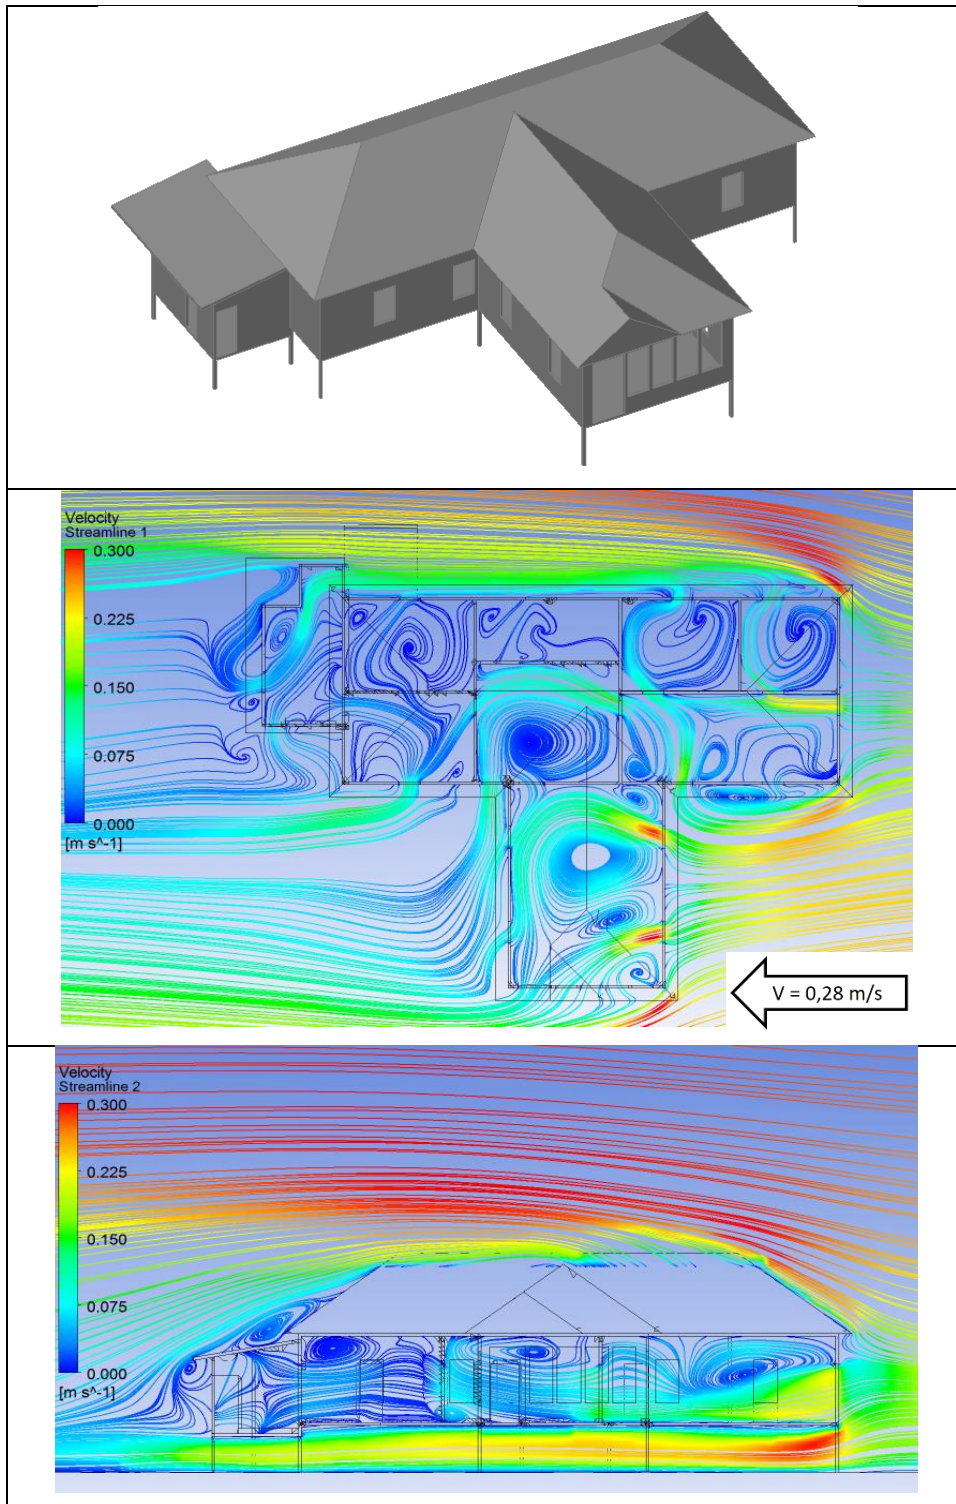 Velocity
Streamline 1
0.300
0.225
0.150
0.075
0.000
[m s^-1]
V = 0,28 m/s
Velocity
Streamline 2
0.300
0.225
0.150
0.075
0.000
[m s^-1]